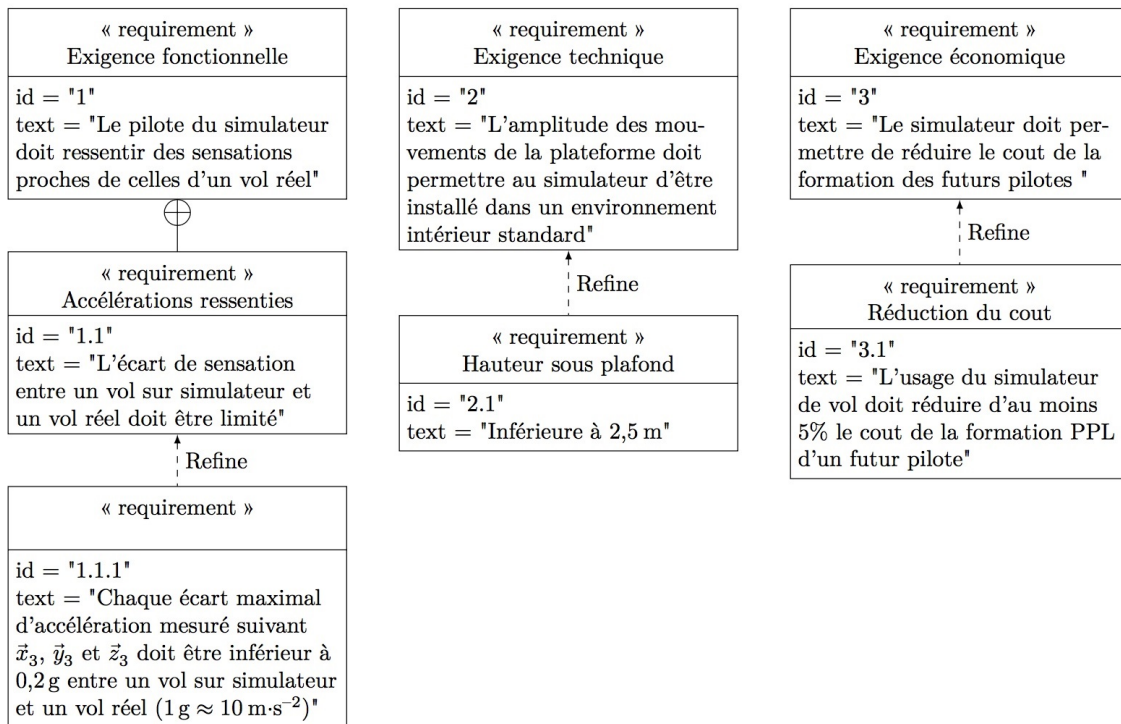 « requirement »
Exigence fonctionnelle
id = "1"
text = "Le pilote du simulateur
doit ressentir des sensations
proches de celles d'un vol réel"
« requirement »
Accélérations ressenties
id = "1.1"
text = "L'écart de sensation
entre un vol sur simulateur et
un vol réel doit être limité"
Refine
« requirement »
id = "1.1.1"
text = "Chaque écart maximal
d'accélération mesuré suivant
x⃗₃, y⃗₃ et z⃗₃ doit être inférieur à
0,2 g entre un vol sur simulateur
et un vol réel (1 g ≈ 10 m·s⁻²)"
« requirement »
Exigence technique
id = "2"
text = "L'amplitude des mou-
vements de la plateforme doit
permettre au simulateur d'être
installé dans un environnement
intérieur standard"
Refine
« requirement »
Hauteur sous plafond
id = "2.1"
text = "Inférieure à 2,5 m"
« requirement »
Exigence économique
id = "3"
text = "Le simulateur doit per-
mettre de réduire le cout de la
formation des futurs pilotes "
Refine
« requirement »
Réduction du cout
id = "3.1"
text = "L'usage du simulateur
de vol doit réduire d'au moins
5% le cout de la formation PPL
d'un futur pilote"